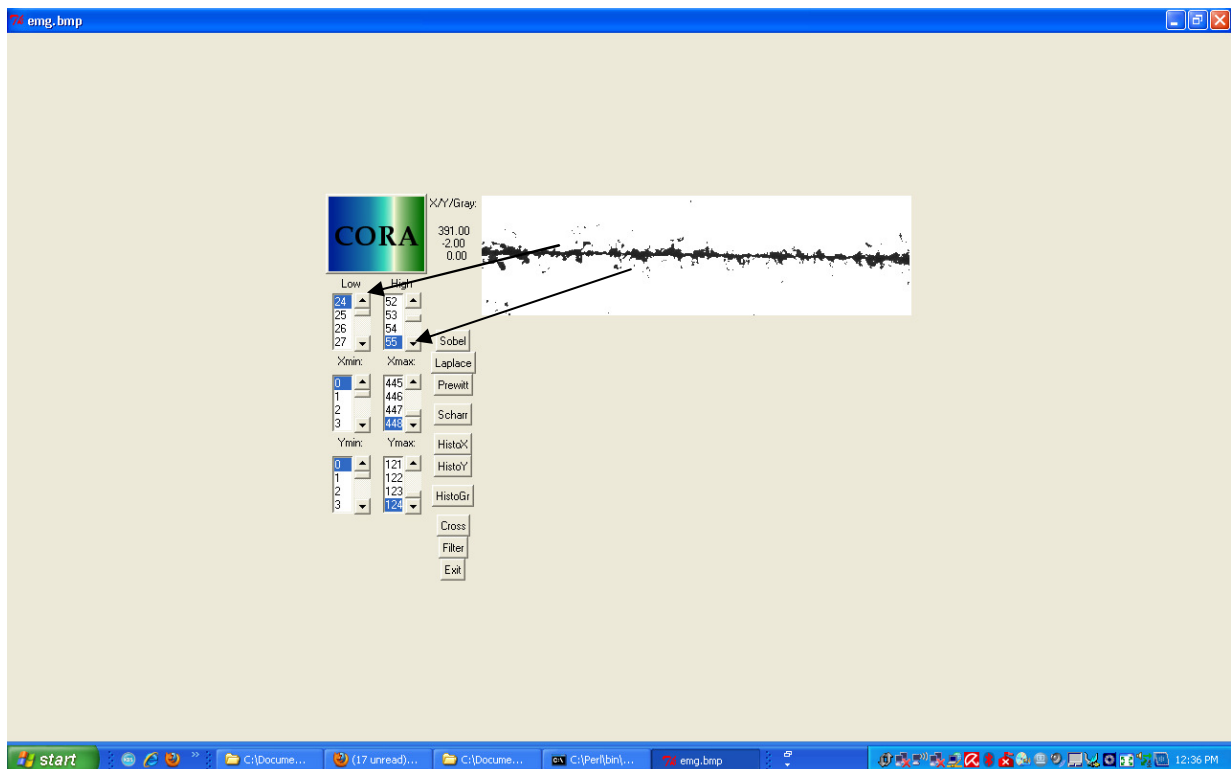 emg.bmp
CORA
X/Y/Gray:
391.00
-2.00
0.00
Low High
24 52
25 53
26 54
27 55
Sobel
Xmin: Xmax:
Laplace
0 445
Prewitt
1 446
2 447
3 448
Scharr
Ymin: Ymax:
HistoX
0 121
HistoY
1 122
2 123
3 124
HistoGr
Cross
Filter
Exit
start C:\Docume... (17 unread)... C:\Docume... C:\Perl\bin\... emg.bmp 12:36 PM